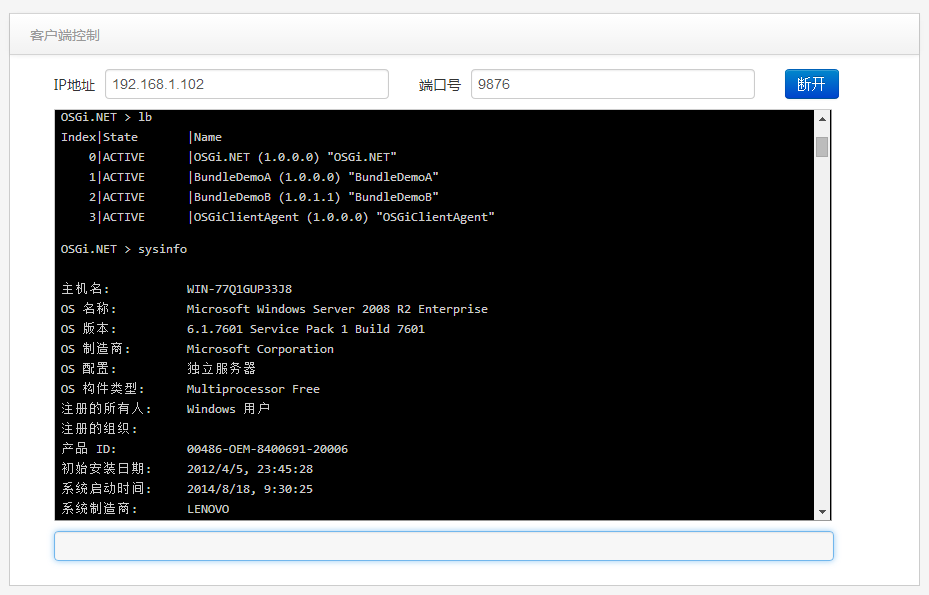 客户端控制
IP地址 192.168.1.102 端口号 9876 断开
OSGi.NET > lb
Index|State |Name
0|ACTIVE |OSGi.NET (1.0.0.0) "OSGi.NET"
1|ACTIVE |BundleDemoA (1.0.0.0) "BundleDemoA"
2|ACTIVE |BundleDemoB (1.0.1.1) "BundleDemoB"
3|ACTIVE |OSGiClientAgent (1.0.0.0) "OSGiClientAgent"
OSGi.NET > sysinfo
主机名: WIN-77Q1GUP33J8
OS 名称: Microsoft Windows Server 2008 R2 Enterprise
OS 版本: 6.1.7601 Service Pack 1 Build 7601
OS 制造商: Microsoft Corporation
OS 配置: 独立服务器
OS 构件类型: Multiprocessor Free
注册的所有人: Windows 用户
注册的组织:
产品 ID: 00486-OEM-8400691-20006
初始安装日期: 2012/4/5, 23:45:28
系统启动时间: 2014/8/18, 9:30:25
系统制造商: LENOVO